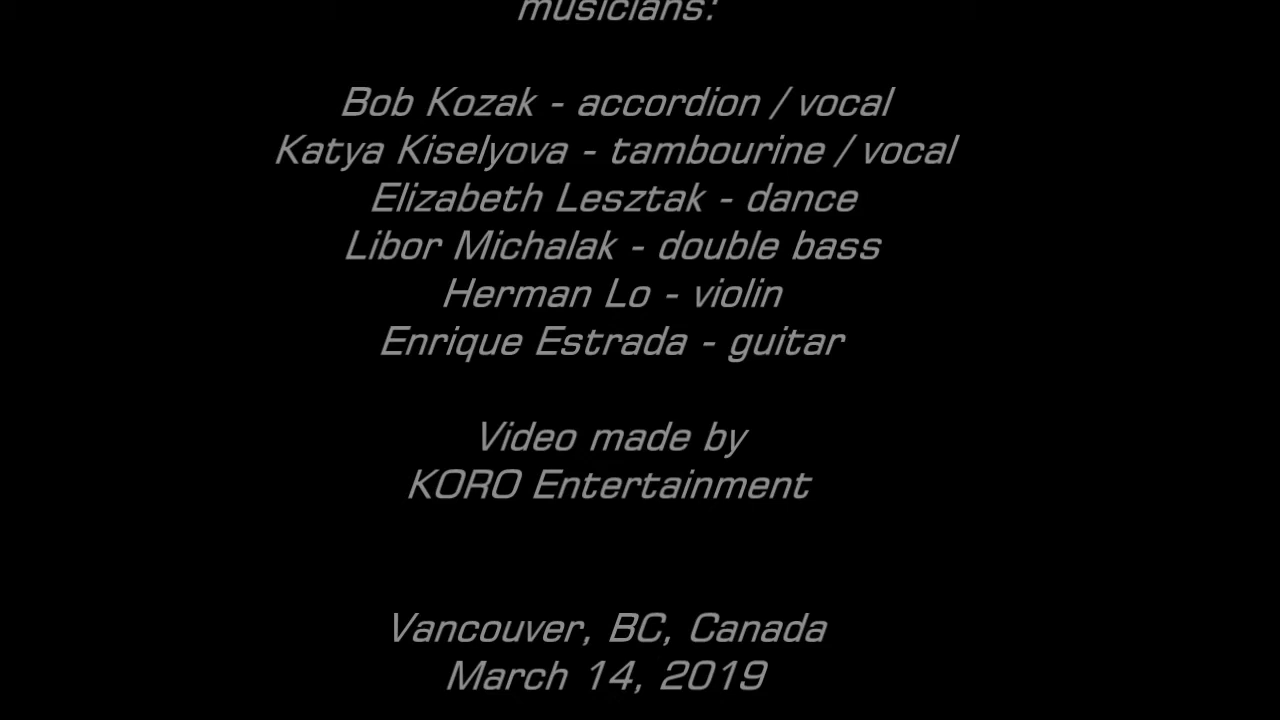 musicians:
Bob Kozak - accordion / vocal
Katya Kiselyova - tambourine / vocal
Elizabeth Lesztak - dance
Libor Michalak - double bass
Herman Lo - violin
Enrique Estrada - guitar
Video made by
KORO Entertainment
Vancouver, BC, Canada
March 14, 2019